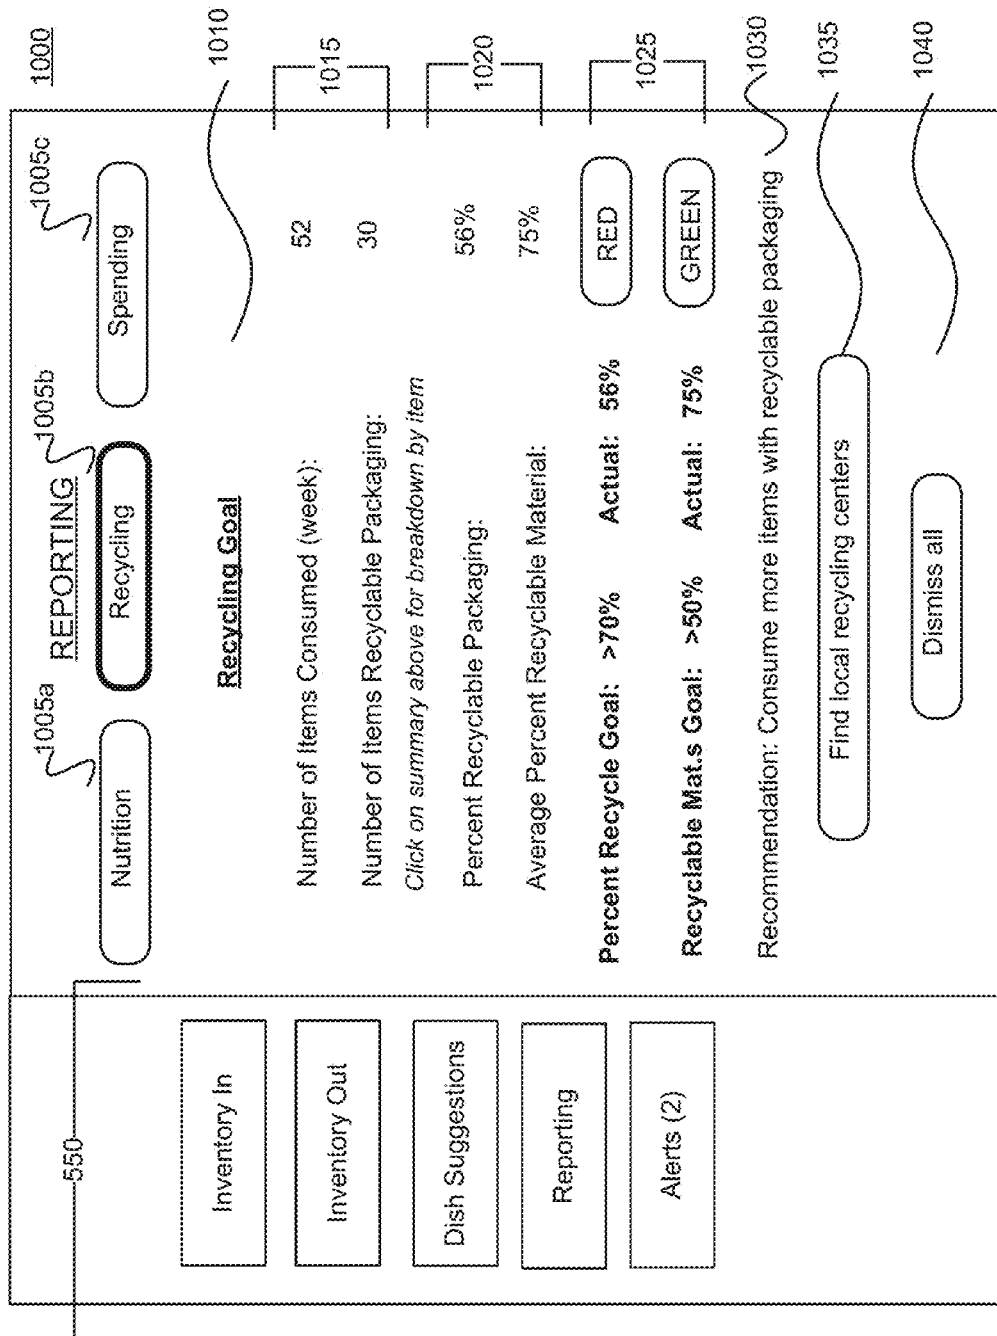 1000
550
REPORTING
1005a
1005b
1005c
Nutrition
Recycling
Spending
Inventory In
Inventory Out
Dish Suggestions
Reporting
Alerts (2)
Recycling Goal
1010
Number of Items Consumed (week): 52
Number of Items Recyclable Packaging: 30
1015
Click on summary above for breakdown by item
Percent Recyclable Packaging: 56%
Average Percent Recyclable Material: 75%
1020
Percent Recycle Goal: >70% Actual: 56% RED
Recyclable Mat.s Goal: >50% Actual: 75% GREEN
1025
Recommendation: Consume more items with recyclable packaging
1030
Find local recycling centers
1035
Dismiss all
1040